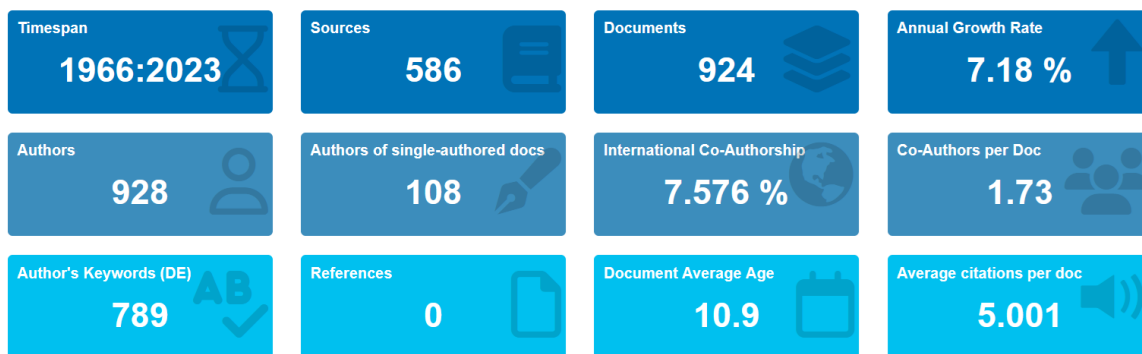 Timespan
1966:2023
Sources
586
Documents
924
Annual Growth Rate
7.18 %
Authors
928
Authors of single-authored docs
108
International Co-Authorship
7.576 %
Co-Authors per Doc
1.73
Author's Keywords (DE)
789
AB
References
0
Document Average Age
10.9
Average citations per doc
5.001